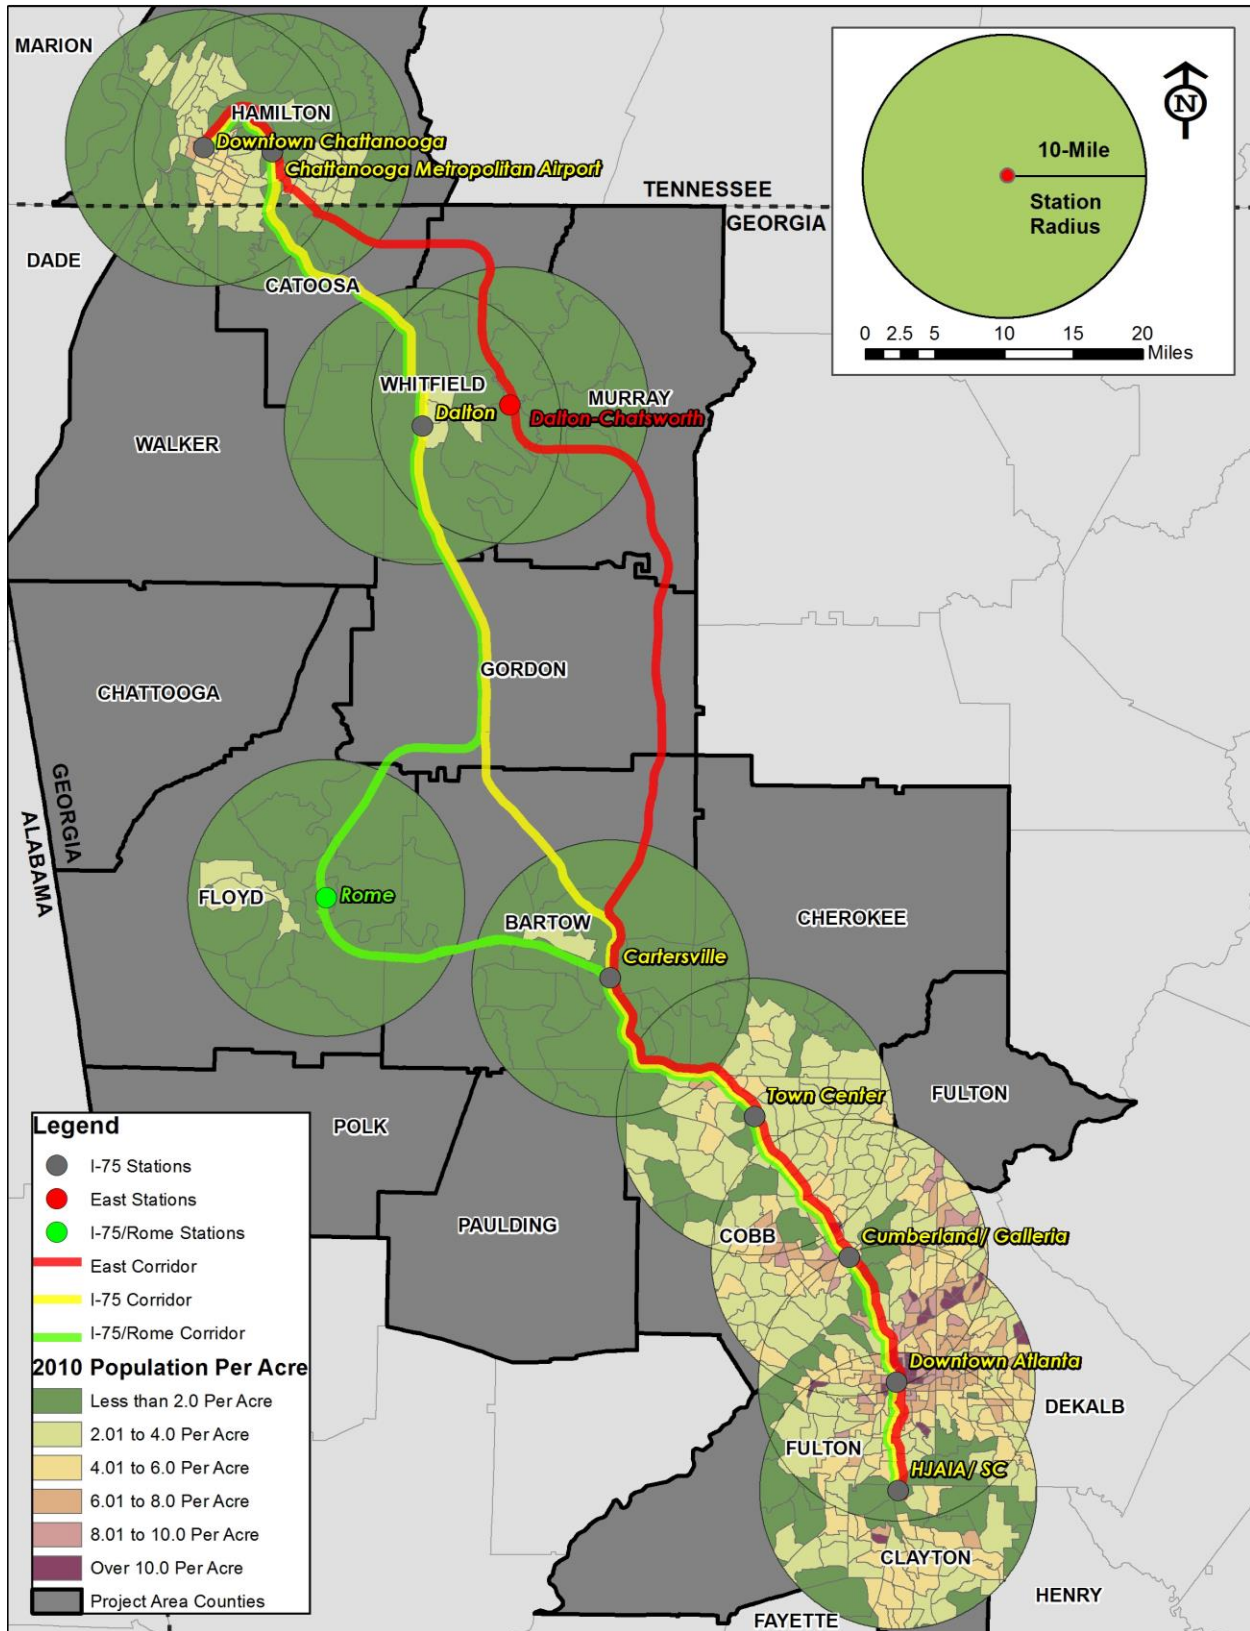 MARION
HAMILTON
Downtown Chattanooga
Chattanooga Metropolitan Airport
TENNESSEE
GEORGIA
DADE
CATOOSA
WHITFIELD
MURRAY
Dalton
Dalton-Chatsworth
WALKER
GORDON
CHATTOOGA
GEORGIA
ALABAMA
FLOYD
Rome
BARTOW
CHEROKEE
Cartersville
Town Center
FULTON
POLK
PAULDING
COBB
Cumberland/ Galleria
Downtown Atlanta
DEKALB
FULTON
HJAIA/ SC
CLAYTON
HENRY
FAYETTE
N
10-Mile
Station
Radius
0 2.5 5 10 15 20
Miles
Legend
I-75 Stations
East Stations
I-75/Rome Stations
East Corridor
I-75 Corridor
I-75/Rome Corridor
2010 Population Per Acre
Less than 2.0 Per Acre
2.01 to 4.0 Per Acre
4.01 to 6.0 Per Acre
6.01 to 8.0 Per Acre
8.01 to 10.0 Per Acre
Over 10.0 Per Acre
Project Area Counties